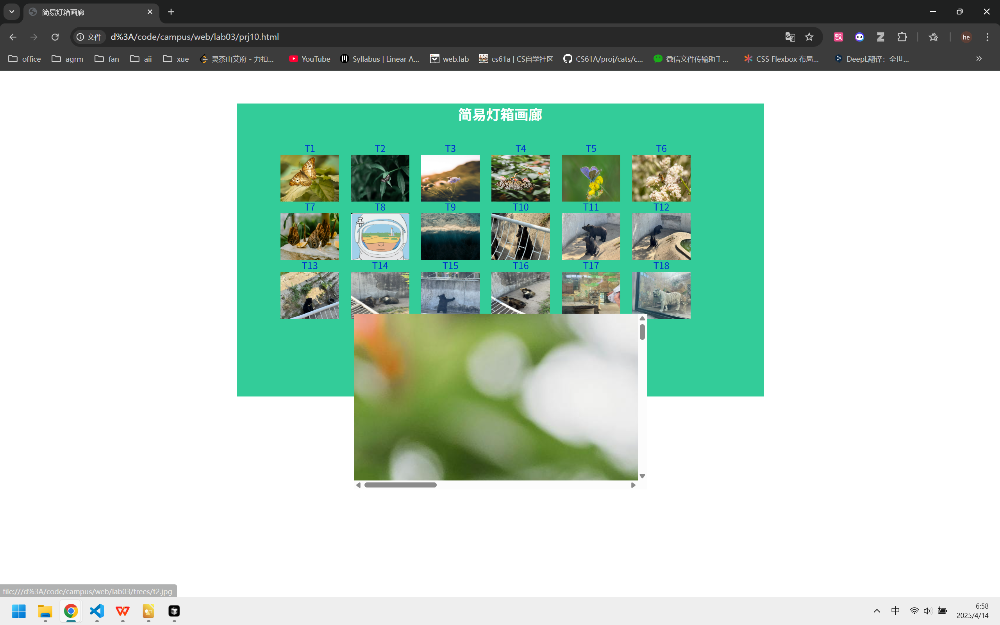 简易灯箱画廊
文件 d%3A/code/campus/web/lab03/prj10.html
he
office agrm fan aii xue 灵茶山艾府 - 力扣... YouTube Syllabus | Linear A... web.lab cs61a | CS自学社区 CS61A/proj/cats/c... 微信文件传输助手... CSS Flexbox 布局... DeepL翻译：全世...
简易灯箱画廊
T1 T2 T3 T4 T5 T6
T7 T8 T9 T10 T11 T12
T13 T14 T15 T16 T17 T18
file:///d%3A/code/campus/web/lab03/trees/t2.jpg
中
6:58
2025/4/14